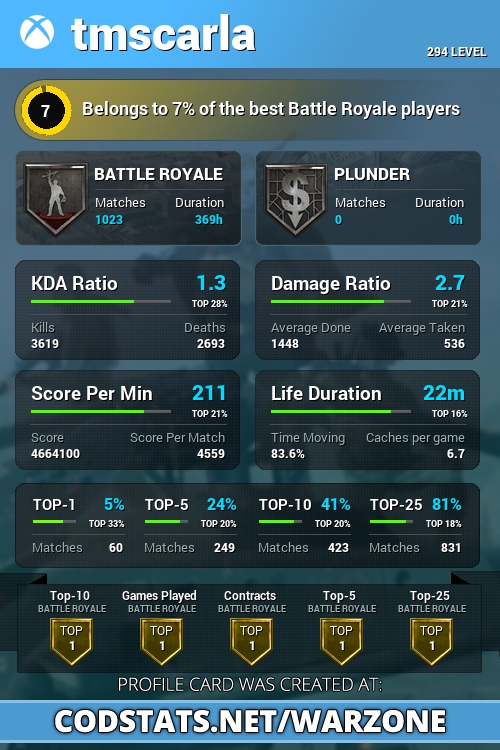 tmscarla
294 LEVEL
7
Belongs to 7% of the best Battle Royale players
BATTLE ROYALE
Matches Duration
1023 369h
PLUNDER
Matches Duration
0 0h
KDA Ratio 1.3
TOP 28%
Kills Deaths
3619 2693
Damage Ratio 2.7
TOP 21%
Average Done Average Taken
1448 536
Score Per Min 211
TOP 21%
Score Score Per Match
4664100 4559
Life Duration 22m
TOP 16%
Time Moving Caches per game
83.6% 6.7
TOP-1 5%
TOP 33%
Matches 60
TOP-5 24%
TOP 20%
Matches 249
TOP-10 41%
TOP 20%
Matches 423
TOP-25 81%
TOP 18%
Matches 831
Top-10
BATTLE ROYALE
TOP
1
Games Played
BATTLE ROYALE
TOP
1
Contracts
BATTLE ROYALE
TOP
1
Top-5
BATTLE ROYALE
TOP
1
Top-25
BATTLE ROYALE
TOP
1
PROFILE CARD WAS CREATED AT:
CODSTATS.NET/WARZONE